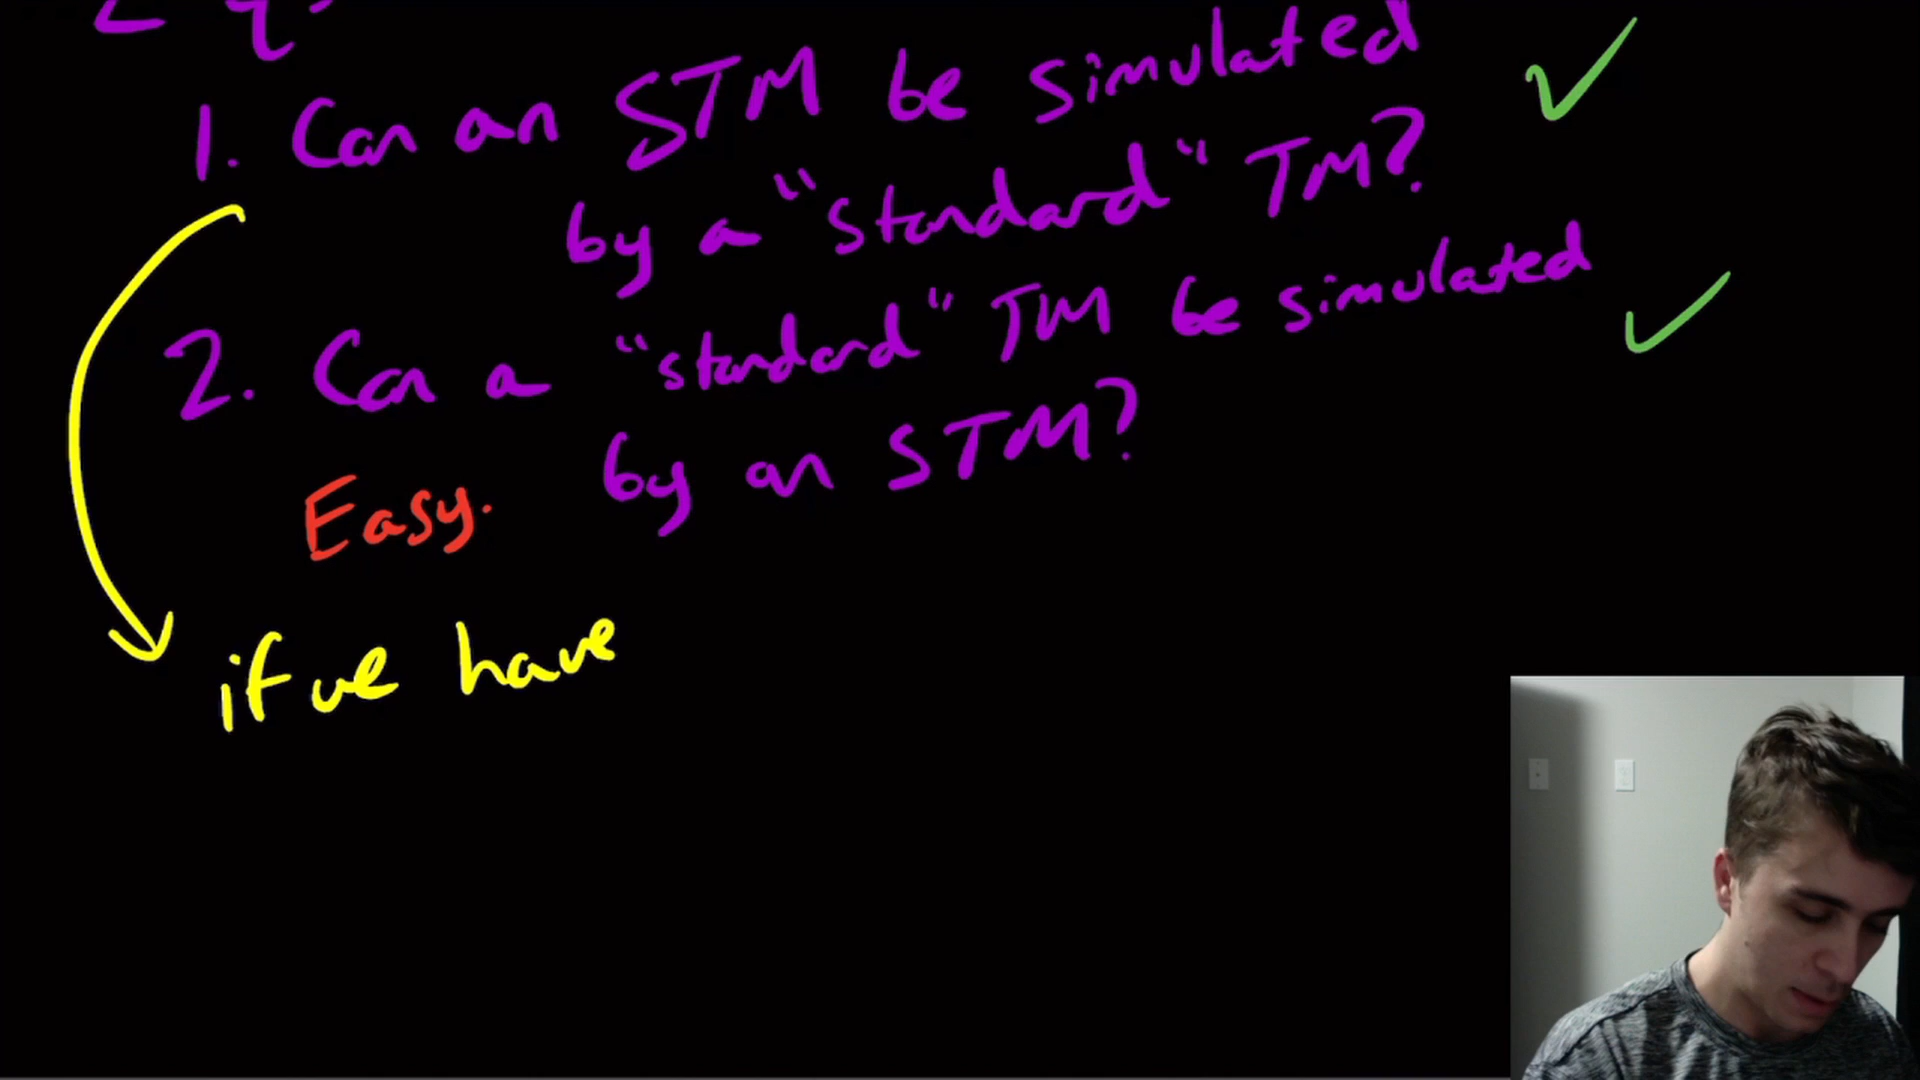 1. Can an STM be simulated
by a "standard" TM?
2. Can a "standard" TM be simulated
by an STM?
Easy.
if we have